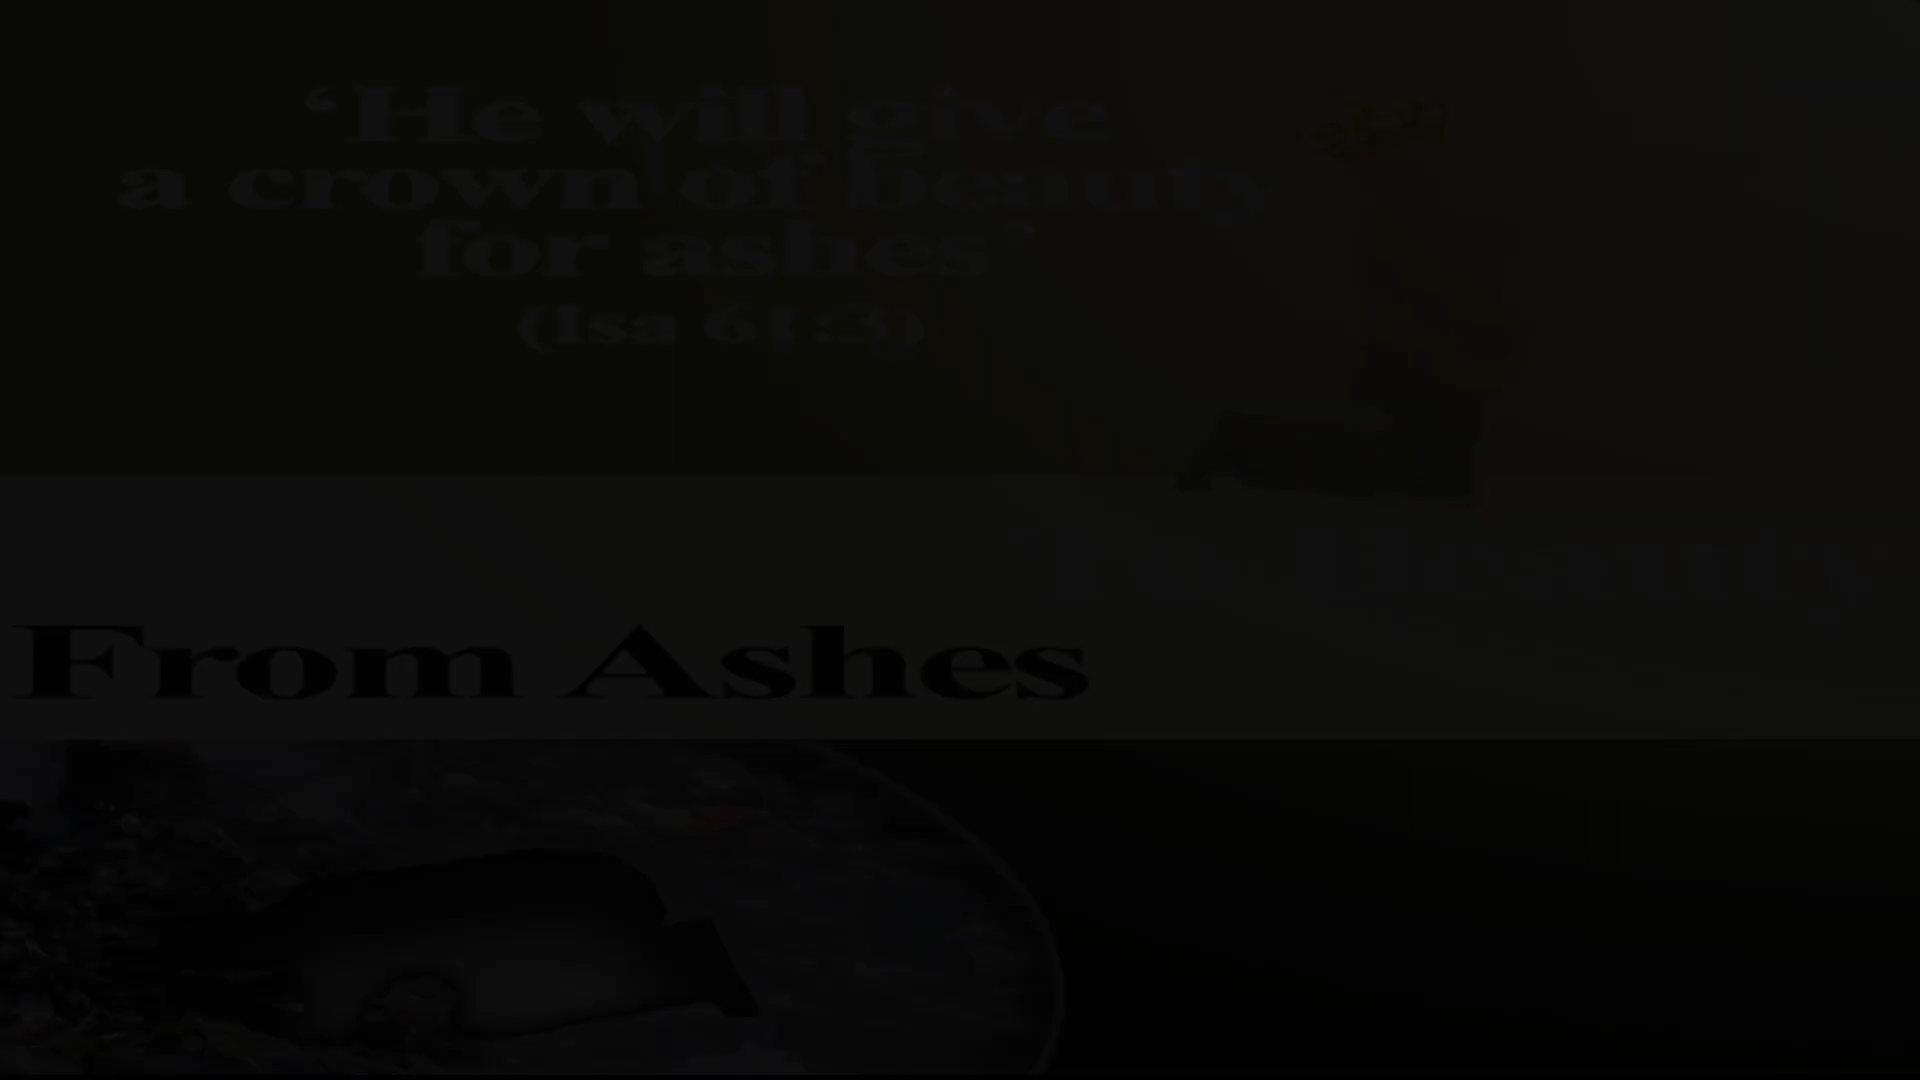 ‘He will give
a crown of beauty
for ashes’
(Isa 61:3)
From Ashes